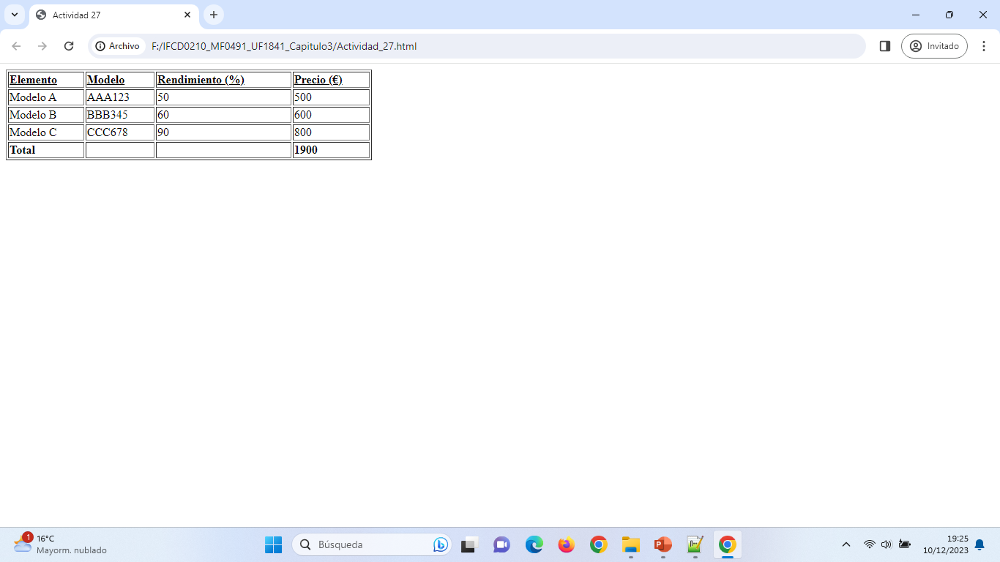 Actividad 27
Archivo F:/IFCD0210_MF0491_UF1841_Capitulo3/Actividad_27.html Invitado
Elemento Modelo Rendimiento (%) Precio (€)
Modelo A AAA123 50 500
Modelo B BBB345 60 600
Modelo C CCC678 90 800
Total 1900
1 16°C
Mayorm. nublado
Búsqueda
19:25
10/12/2023